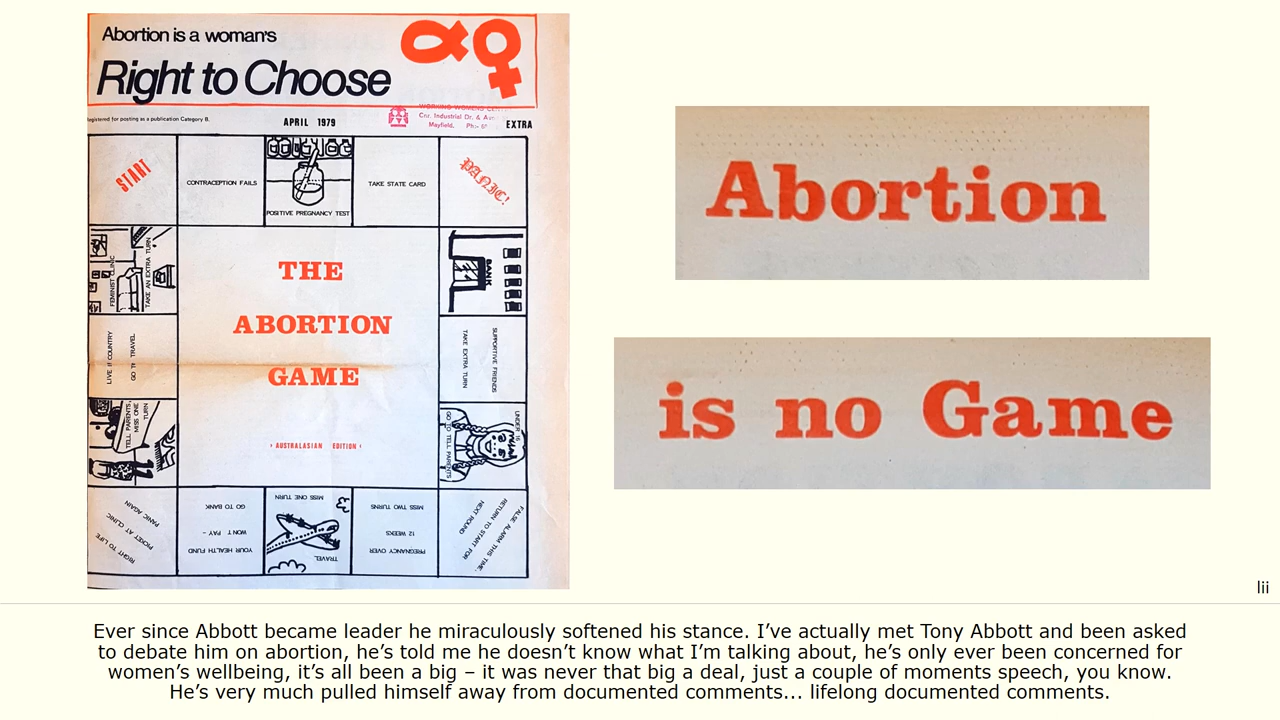 Abortion is a woman's
Right to Choose
registered for posting as a publication Category B.
APRIL 1979
WORKING WOMENS
Cnr. Industrial Dr. &
Mayfield.
EXTRA
START
CONTRACEPTION FAILS
POSITIVE PREGNANCY TEST
TAKE STATE CARD
PANIC!
FEMINIST CLINIC
TAKE AN EXTRA TURN
BANK
THE
ABORTION
GAME
LIVE COUNTRY
GO TRAVEL
SUPPORTIVE FRIENDS
TAKE EXTRA TURN
TELL PARENTS,
MISS ONE
TURN
UNDER 16
GO TO TELL PARENTS
AUSTRALASIAN EDITION
RIGHT TO LIFE
PICKET AT CLINIC
PANIC AGAIN
YOUR HEALTH FUND
WON'T PAY -
GO TO BANK
TRAVEL
MISS ONE TURN
PREGNANCY OVER
12 WEEKS
MISS TWO TURNS
FALSE ALARM THIS TIME.
RETURN TO START FOR
NEXT ROUND
Abortion
is no Game
lii
Ever since Abbott became leader he miraculously softened his stance. I've actually met Tony Abbott and been asked
to debate him on abortion, he's told me he doesn't know what I'm talking about, he's only ever been concerned for
women's wellbeing, it's all been a big – it was never that big a deal, just a couple of moments speech, you know.
He's very much pulled himself away from documented comments... lifelong documented comments.